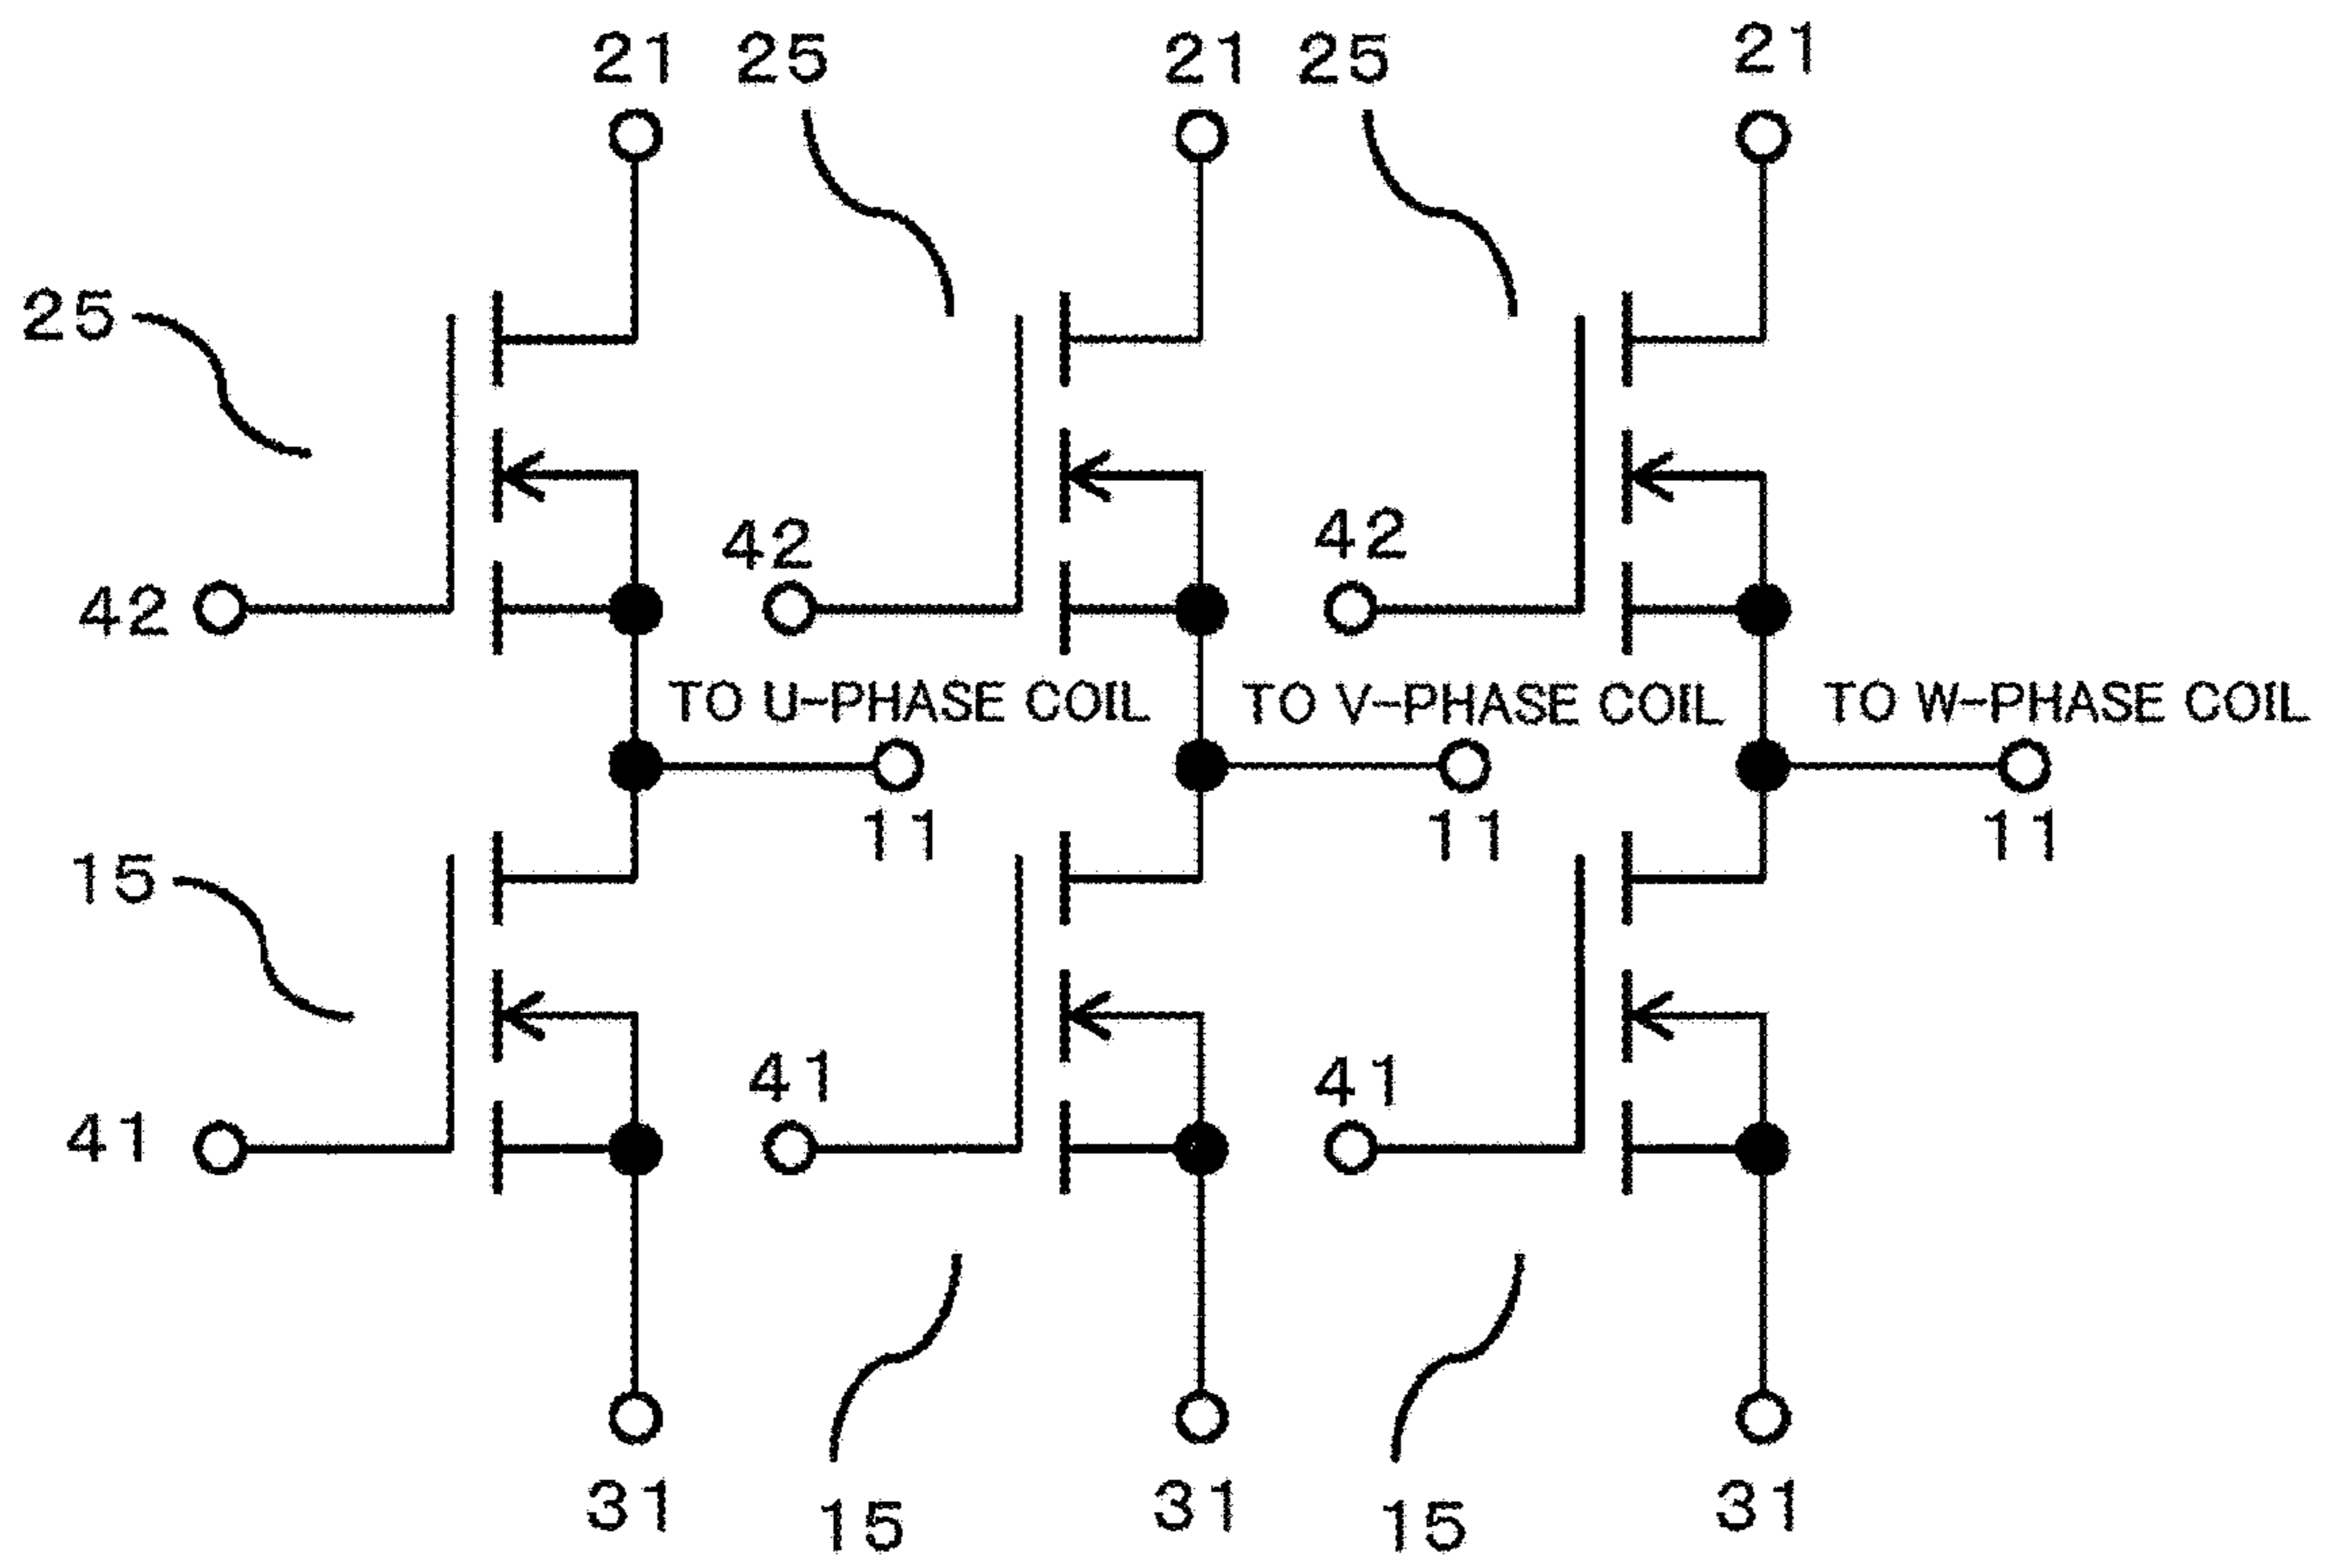 21 25 21 25 21
25
42 42 42
TO U-PHASE COIL TO V-PHASE COIL TO W-PHASE COIL
11 11 11
15
41 41 41
31 15 31 15 31